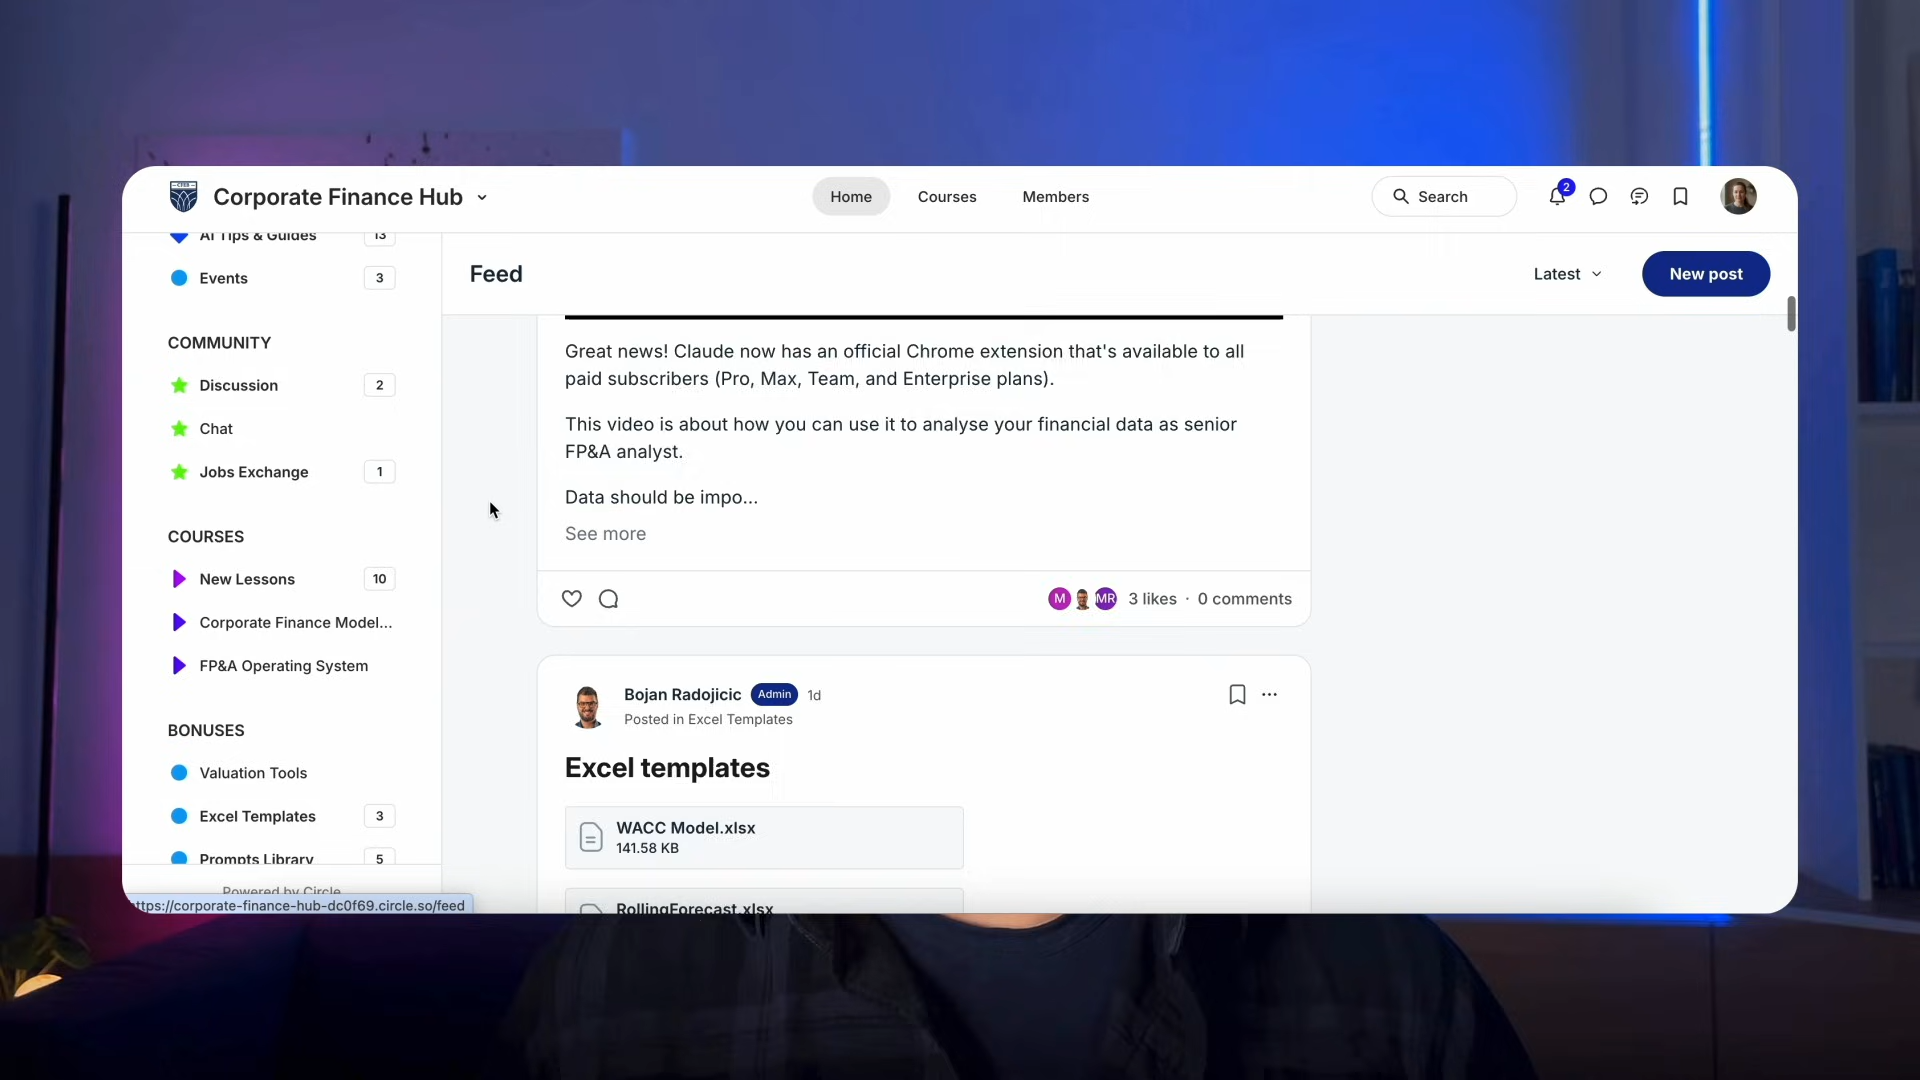 Corporate Finance Hub
Home
Courses
Members
Search
2
AI Tips & Guides 13
Events 3
COMMUNITY
Discussion 2
Chat
Jobs Exchange 1
COURSES
New Lessons 10
Corporate Finance Model...
FP&A Operating System
BONUSES
Valuation Tools
Excel Templates 3
Prompts Library 5
Powered by Circle
https://corporate-finance-hub-dc0f69.circle.so/feed
Feed
Latest
New post
Great news! Claude now has an official Chrome extension that's available to all
paid subscribers (Pro, Max, Team, and Enterprise plans).
This video is about how you can use it to analyse your financial data as senior
FP&A analyst.
Data should be impo...
See more
M MR 3 likes · 0 comments
Bojan Radojicic Admin 1d
Posted in Excel Templates
Excel templates
WACC Model.xlsx
141.58 KB
RollingForecast.xlsx